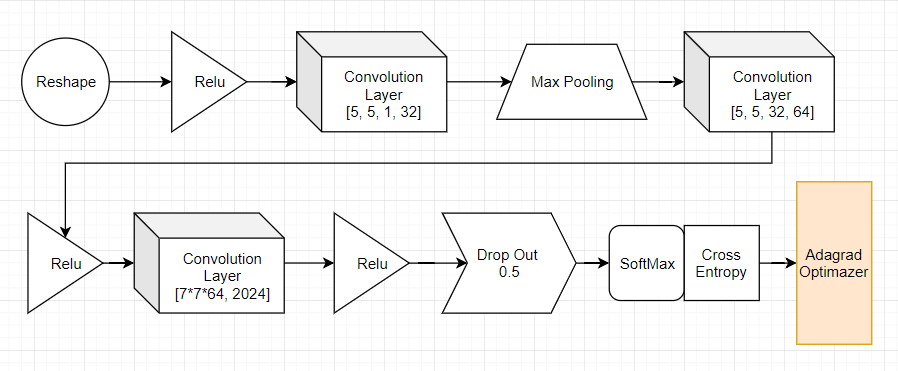 Reshape
Relu
Convolution
Layer
[5, 5, 1, 32]
Max Pooling
Convolution
Layer
[5, 5, 32, 64]
Relu
Convolution
Layer
[7*7*64, 2024]
Relu
Drop Out
0.5
SoftMax
Cross
Entropy
Adagrad
Optimazer